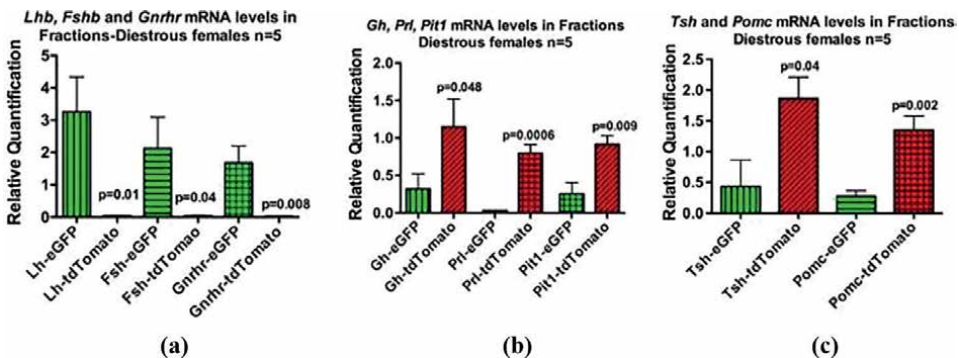 Lhb, Fshb and Gnrhr mRNA levels in
Fractions-Diestrous females n=5
Relative Quantification
5
4
3
2
1
0
p=0.01
p=0.04
p=0.008
Lh-eGFP
Lh-tdTomato
Fsh-eGFP
Fsh-tdTomao
Gnrhr-eGFP
Gnrhr-tdTomato
(a)
Gh, Prl, Pit1 mRNA levels in Fractions
Diestrous females n=5
Relative Quantification
2.0
1.5
1.0
0.5
0.0
p=0.048
p=0.0006
p=0.009
Gh-eGFP
Gh-tdTomato
Prl-eGFP
Prl-tdTomato
Pit1-eGFP
Pit1-tdTomato
(b)
Tsh and Pomc mRNA levels in Fractions-
Diestrous females n=5
Relative Quantification
2.5
2.0
1.5
1.0
0.5
0.0
p=0.04
p=0.002
Tsh-eGFP
Tsh-tdTomato
Pomc-eGFP
Pomc-tdTomato
(c)